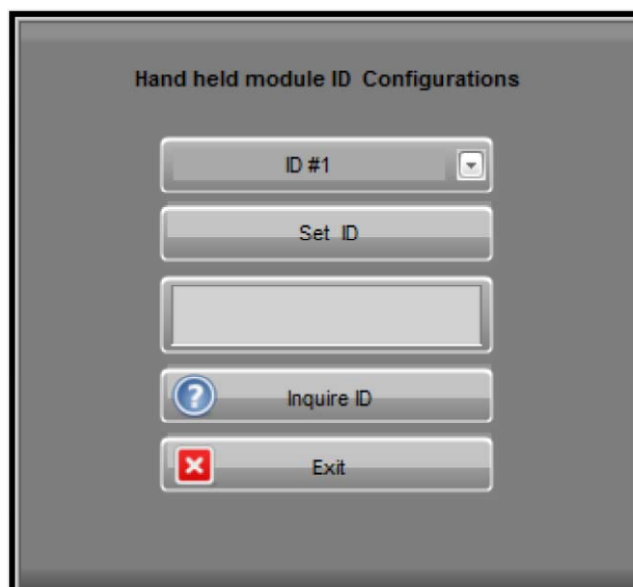 Hand held module ID Configurations
ID #1
Set ID
Inquire ID
Exit